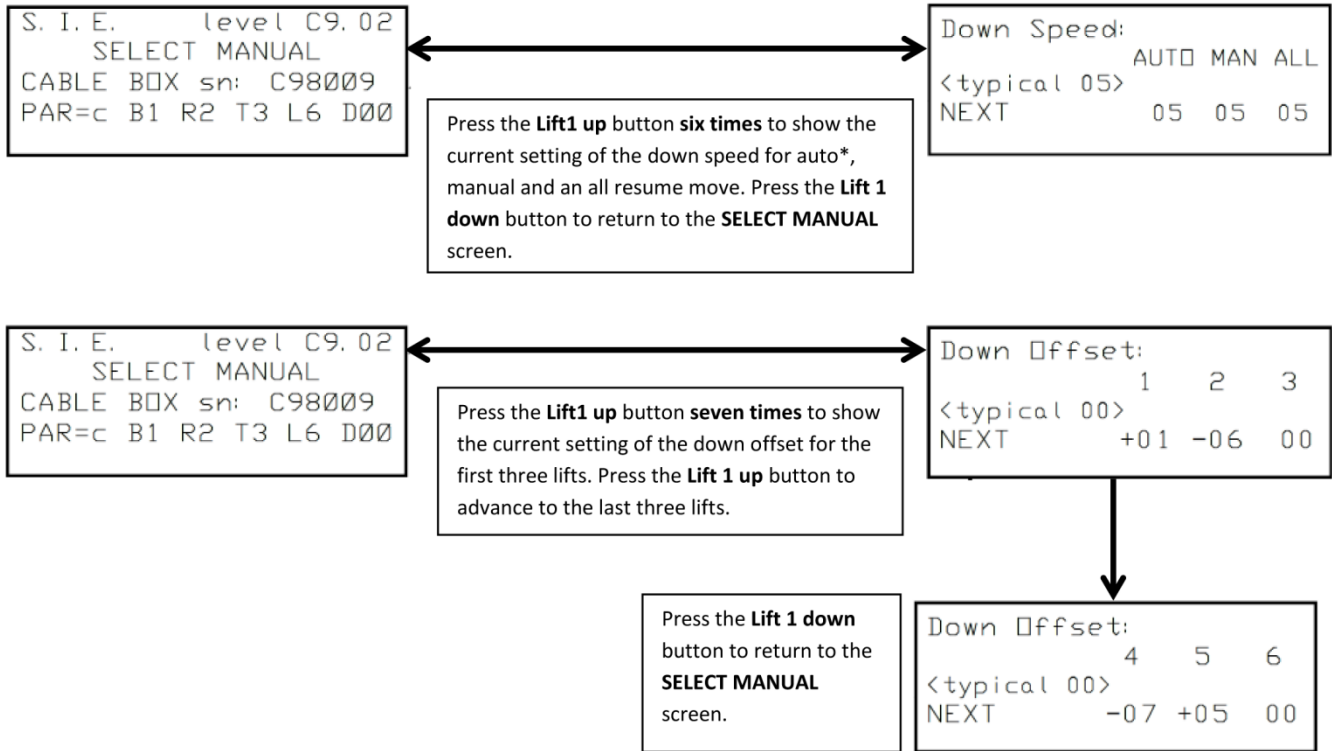 S. I. E. level C9.02
SELECT MANUAL
CABLE BOX sn: C98009
PAR=c B1 R2 T3 L6 D00
Press the Lift1 up button six times to show the
current setting of the down speed for auto*,
manual and an all resume move. Press the Lift 1
down button to return to the SELECT MANUAL
screen.
Down Speed:
AUTO MAN ALL
<typical 05>
NEXT 05 05 05
S. I. E. level C9.02
SELECT MANUAL
CABLE BOX sn: C98009
PAR=c B1 R2 T3 L6 D00
Press the Lift1 up button seven times to show
the current setting of the down offset for the
first three lifts. Press the Lift 1 up button to
advance to the last three lifts.
Down Offset:
1 2 3
<typical 00>
NEXT +01 -06 00
Press the Lift 1 down
button to return to the
SELECT MANUAL
screen.
Down Offset:
4 5 6
<typical 00>
NEXT -07 +05 00